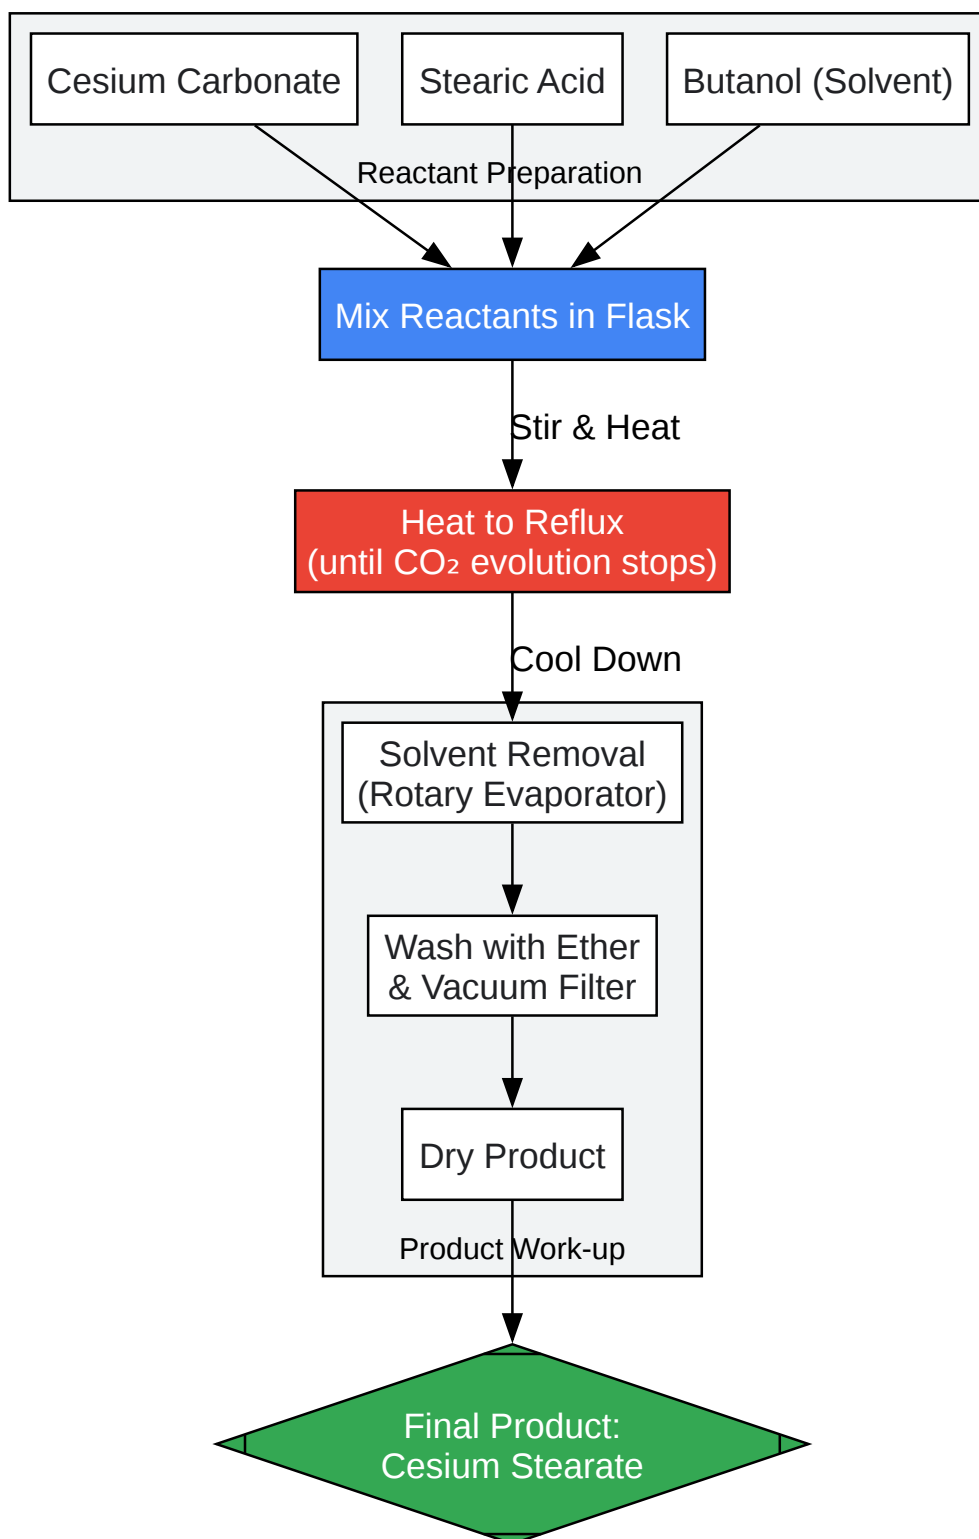 Cesium Carbonate
Stearic Acid
Butanol (Solvent)
Reactant Preparation
Mix Reactants in Flask
Stir & Heat
Heat to Reflux
(until CO₂ evolution stops)
Cool Down
Solvent Removal
(Rotary Evaporator)
Wash with Ether
& Vacuum Filter
Dry Product
Product Work-up
Final Product:
Cesium Stearate